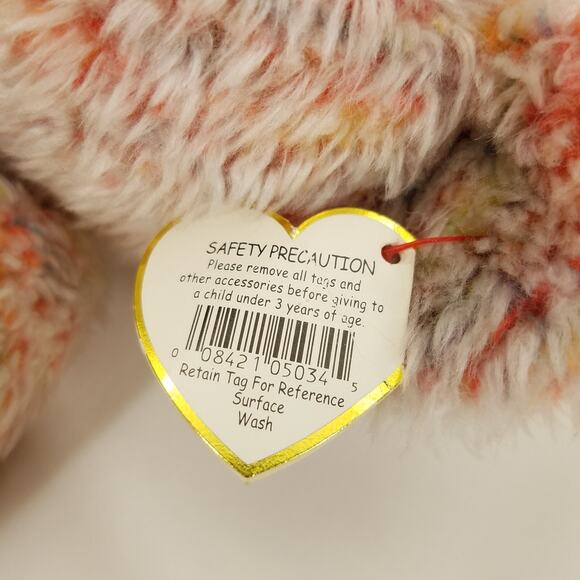 SAFETY PRECAUTION
Please remove all tags and
other accessories before giving to
a child under 3 years of age.
0 08421 05034 5
Retain Tag For Reference
Surface
Wash